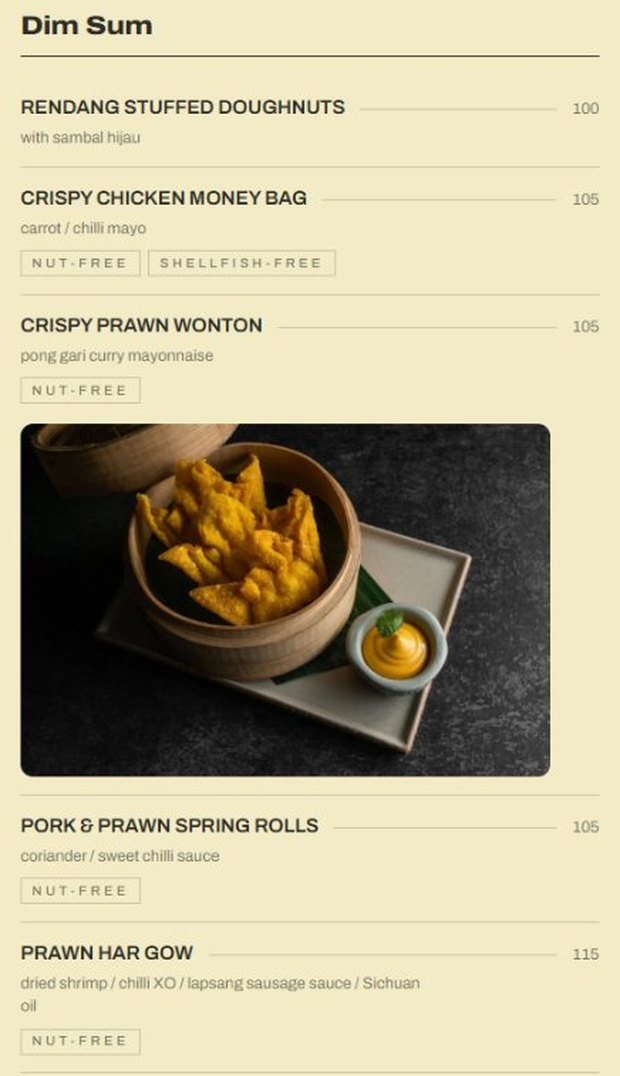 Dim Sum
RENDANG STUFFED DOUGHNUTS 100
with sambal hijau
CRISPY CHICKEN MONEY BAG 105
carrot / chilli mayo
NUT-FREE SHELLFISH-FREE
CRISPY PRAWN WONTON 105
pong gari curry mayonnaise
NUT-FREE
PORK & PRAWN SPRING ROLLS 105
coriander / sweet chilli sauce
NUT-FREE
PRAWN HAR GOW 115
dried shrimp / chilli XO / lapsang sausage sauce / Sichuan
oil
NUT-FREE